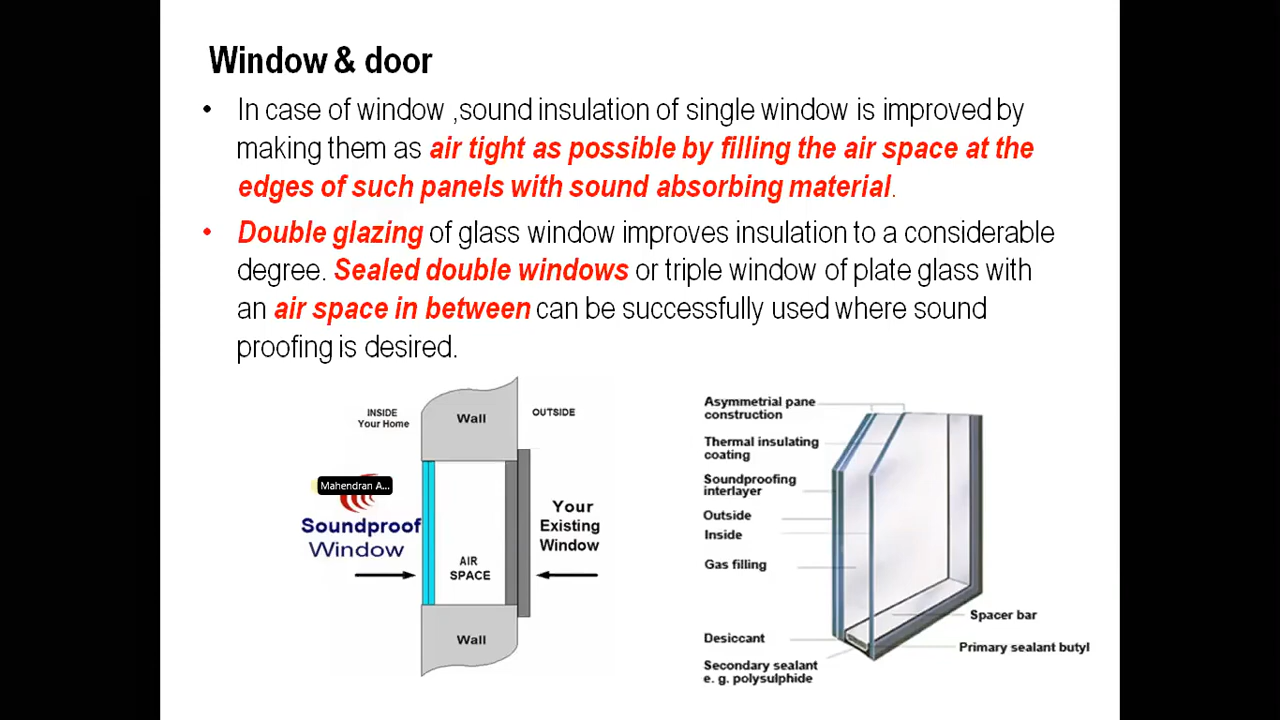 Window & door
• In case of window ,sound insulation of single window is improved by
making them as air tight as possible by filling the air space at the
edges of such panels with sound absorbing material.
• Double glazing of glass window improves insulation to a considerable
degree. Sealed double windows or triple window of plate glass with
an air space in between can be successfully used where sound
proofing is desired.
INSIDE
Your Home
Wall
OUTSIDE
Mahendran A...
Soundproof
Window
Your
Existing
Window
AIR
SPACE
Wall
Asymmetrial pane
construction
Thermal insulating
coating
Soundproofing
interlayer
Outside
Inside
Gas filling
Desiccant
Secondary sealant
e. g. polysulphide
Spacer bar
Primary sealant butyl